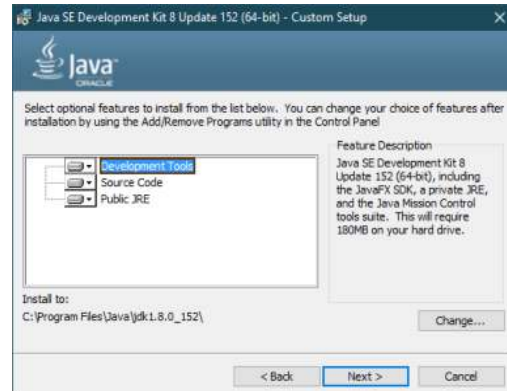 Java SE Development Kit 8 Update 152 (64-bit) - Custom Setup
Java
ORACLE
Select optional features to install from the list below. You can change your choice of features after
installation by using the Add/Remove Programs utility in the Control Panel
Development Tools
Source Code
Public JRE
Feature Description
Java SE Development Kit 8
Update 152 (64-bit), including
the JavaFX SDK, a private JRE,
and the Java Mission Control
tools suite. This will require
180MB on your hard drive.
Install to:
C:\Program Files\Java\jdk1.8.0_152\
Change...
< Back
Next >
Cancel